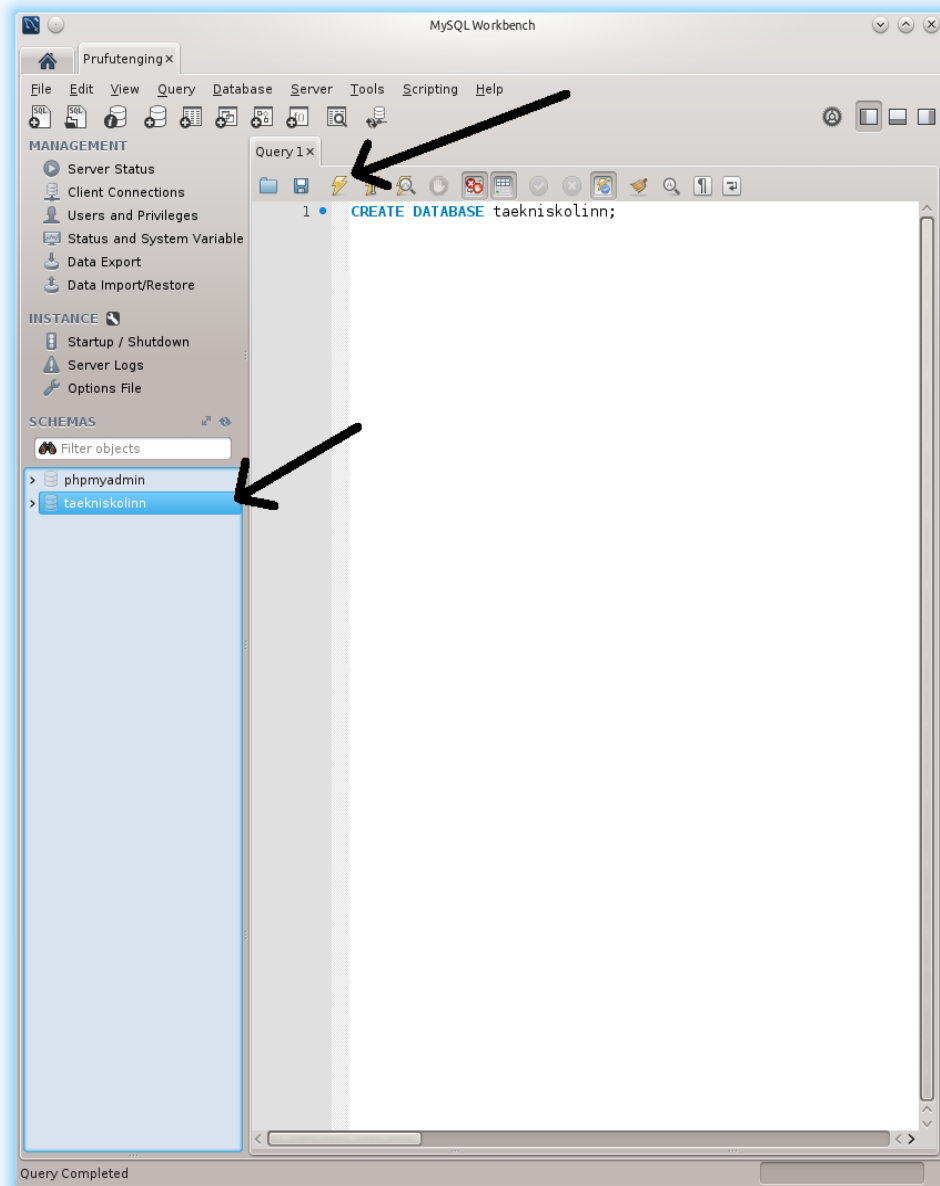 MySQL Workbench
Prufutenging ×
File Edit View Query Database Server Tools Scripting Help
SQL SQL
MANAGEMENT
Server Status
Client Connections
Users and Privileges
Status and System Variable
Data Export
Data Import/Restore
INSTANCE
Startup / Shutdown
Server Logs
Options File
SCHEMAS
Filter objects
phpmyadmin
taekniskolinn
Query 1 ×
1 CREATE DATABASE taekniskolinn;
Query Completed